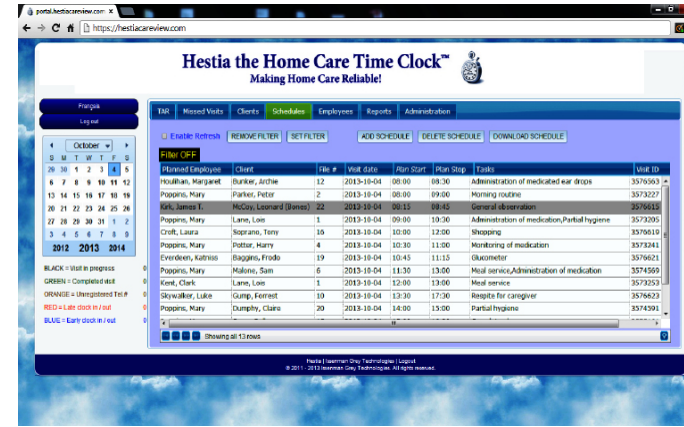 portal.hestiacareview.com x
https://hestiacareview.com
Hestia the Home Care Time Clock™
Making Home Care Reliable!
Français
Log out
TAR Missed Visits Clients Schedules Employees Reports Administration
Enable Refresh REMOVE FILTER SET FILTER ADD SCHEDULE DELETE SCHEDULE DOWNLOAD SCHEDULE
Filter OFF
October
S M T W T F S
29 30 1 2 3 4 5
6 7 8 9 10 11 12
13 14 15 16 17 18 19
20 21 22 23 24 25 26
27 28 29 30 31 1 2
3 4 5 6 7 8 9
2012 2013 2014
BLACK = Visit in progress 0
GREEN = Completed visit 0
ORANGE = Unregistered Tel # 0
RED = Late clock in / out 0
BLUE = Early clock in / out 0
Planned Employee Client File # Visit date Plan Start Plan Stop Tasks Visit ID
Houlihan, Margaret Bunker, Archie 12 2013-10-04 08:00 08:30 Administration of medicated ear drops 3576563
Poppins, Mary Parker, Peter 2 2013-10-04 08:00 09:00 Morning routine 3573227
Kirk, James T. McCoy, Leonard (Bones) 22 2013-10-04 08:15 09:45 General observation 3576615
Poppins, Mary Lane, Lois 1 2013-10-04 09:00 10:30 Administration of medication,Partial hygiene 3573205
Croft, Laura Soprano, Tony 16 2013-10-04 10:00 12:00 Shopping 3576619
Poppins, Mary Potter, Harry 4 2013-10-04 10:30 11:00 Monitoring of medication 3573241
Everdeen, Katniss Baggins, Frodo 19 2013-10-04 10:45 11:15 Glucometer 3576621
Poppins, Mary Malone, Sam 6 2013-10-04 11:30 13:00 Meal service,Administration of medication 3574569
Kent, Clark Lane, Lois 1 2013-10-04 12:00 13:00 Meal service 3573253
Skywalker, Luke Gump, Forrest 10 2013-10-04 13:30 17:30 Respite for caregiver 3576623
Poppins, Mary Dumphy, Claire 20 2013-10-04 14:00 15:00 Partial hygiene 3574591
Showing all 13 rows
Hestia | Isenman Grey Technologies | Logout
© 2011 - 2013 Isenman Grey Technologies. All rights reserved.